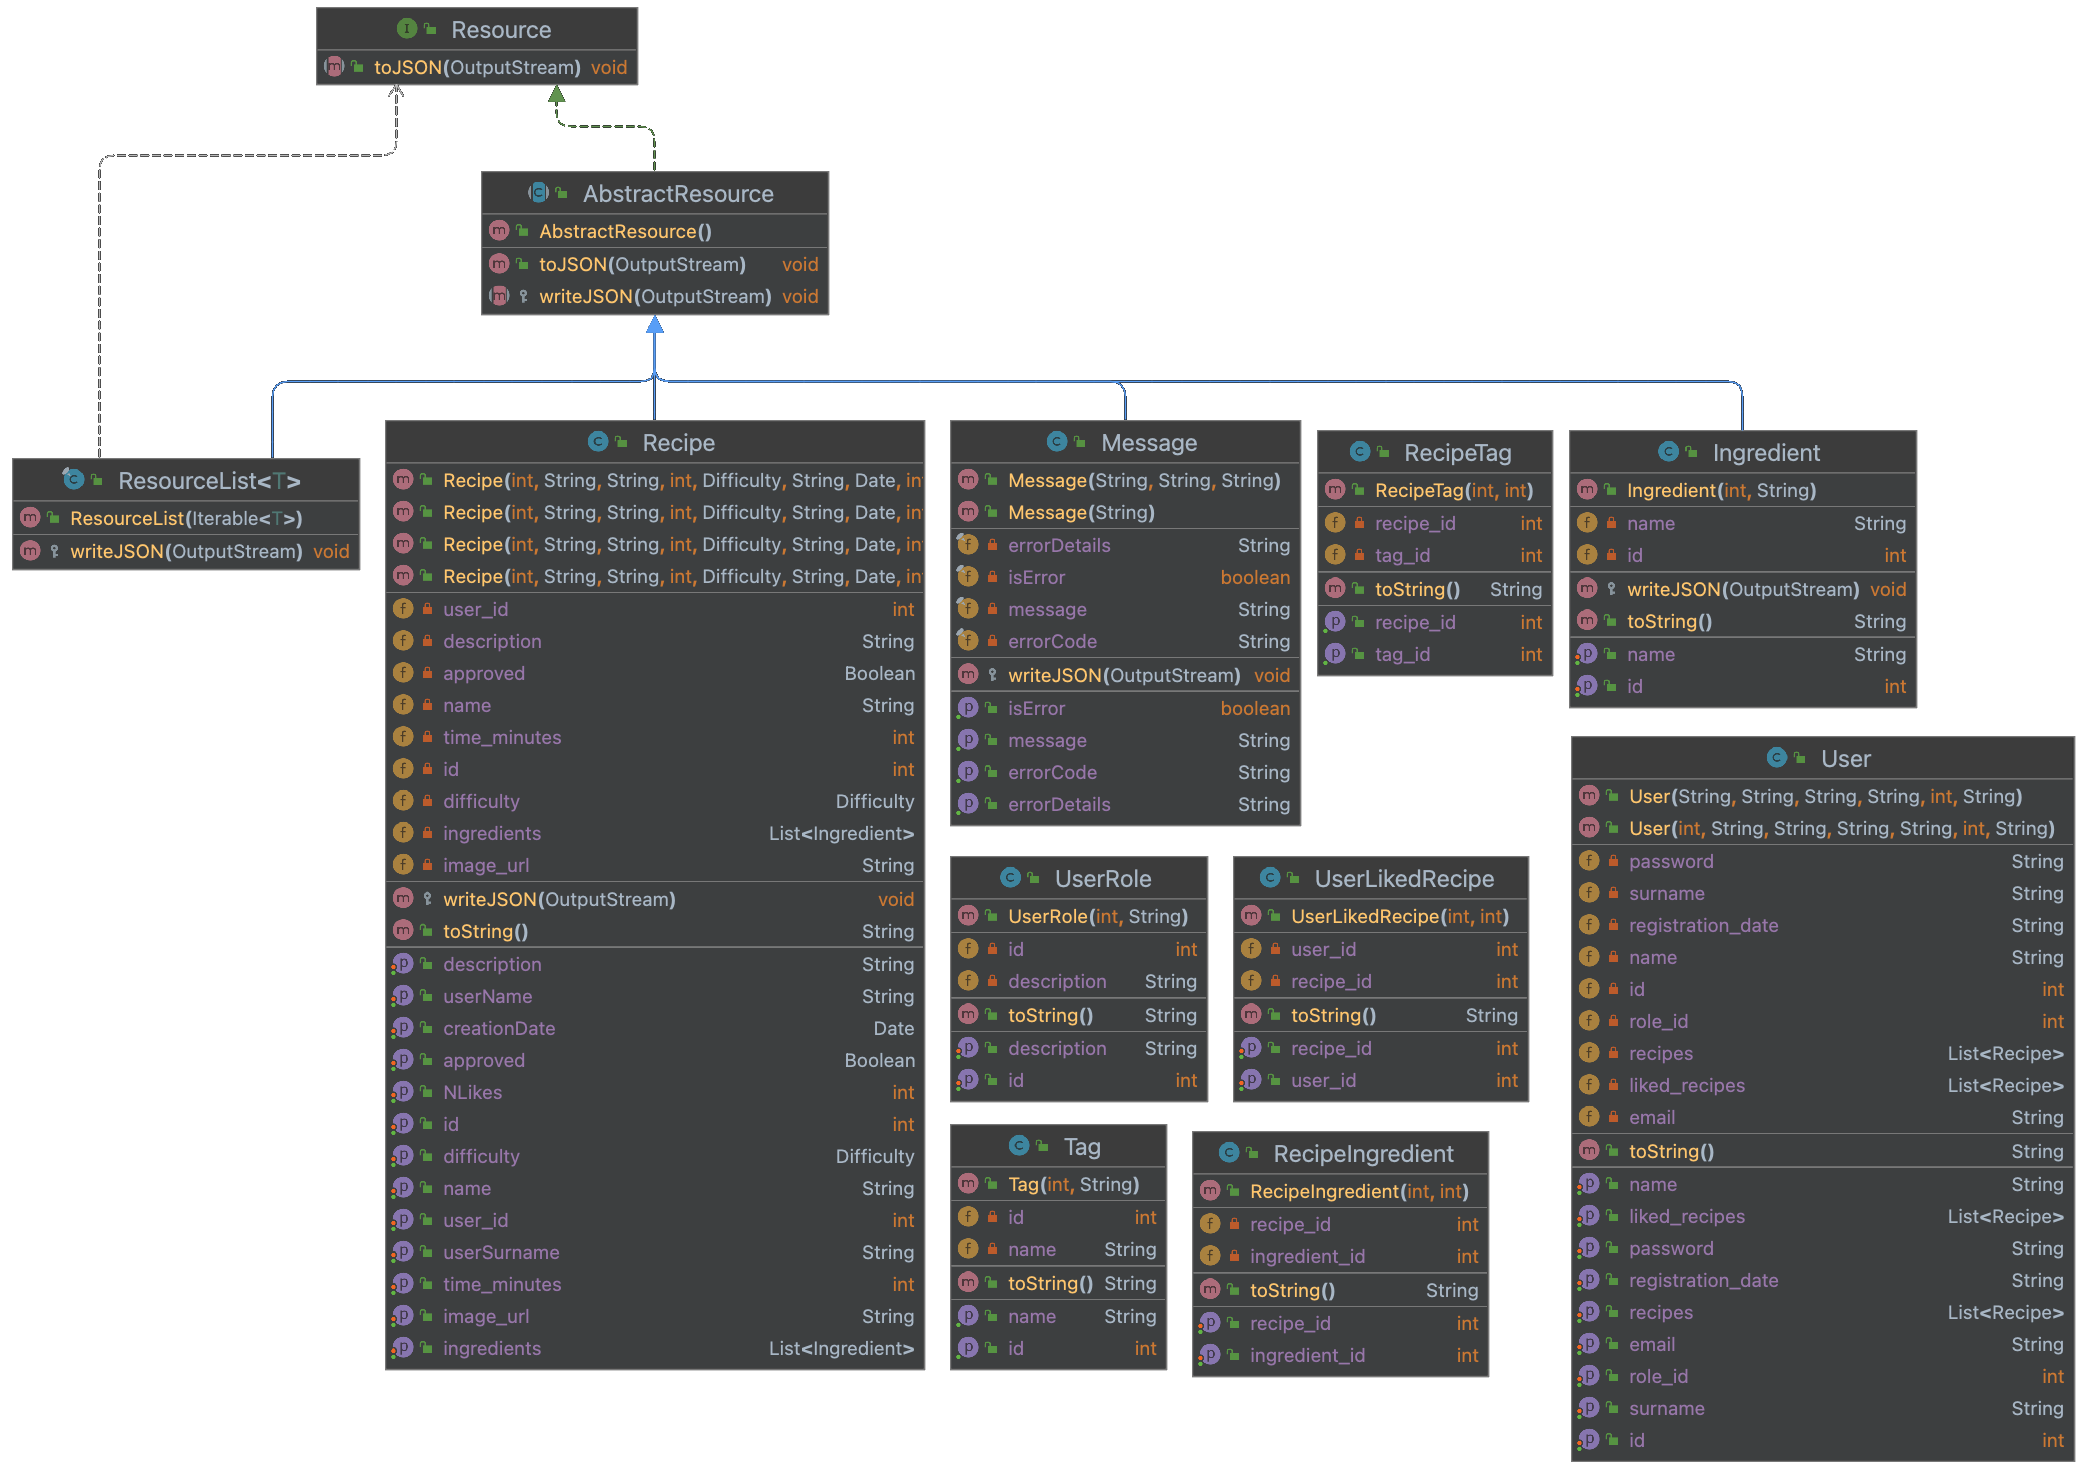 Resource
toJSON(OutputStream) void
AbstractResource
AbstractResource()
toJSON(OutputStream) void
writeJSON(OutputStream) void
ResourceList<T>
ResourceList(Iterable<T>)
writeJSON(OutputStream) void
Recipe
Recipe(int, String, String, int, Difficulty, String, Date, in
Recipe(int, String, String, int, Difficulty, String, Date, in
Recipe(int, String, String, int, Difficulty, String, Date, in
Recipe(int, String, String, int, Difficulty, String, Date, in
user_id int
description String
approved Boolean
name String
time_minutes int
id int
difficulty Difficulty
ingredients List<Ingredient>
image_url String
writeJSON(OutputStream) void
toString() String
description String
userName String
creationDate Date
approved Boolean
NLikes int
id int
difficulty Difficulty
name String
user_id int
userSurname String
time_minutes int
image_url String
ingredients List<Ingredient>
Message
Message(String, String, String)
Message(String)
errorDetails String
isError boolean
message String
errorCode String
writeJSON(OutputStream) void
isError boolean
message String
errorCode String
errorDetails String
RecipeTag
RecipeTag(int, int)
recipe_id int
tag_id int
toString() String
recipe_id int
tag_id int
Ingredient
Ingredient(int, String)
name String
id int
writeJSON(OutputStream) void
toString() String
name String
id int
UserRole
UserRole(int, String)
id int
description String
toString() String
description String
id int
UserLikedRecipe
UserLikedRecipe(int, int)
user_id int
recipe_id int
toString() String
recipe_id int
user_id int
Tag
Tag(int, String)
id int
name String
toString() String
name String
id int
RecipeIngredient
RecipeIngredient(int, int)
recipe_id int
ingredient_id int
toString() String
recipe_id int
ingredient_id int
User
User(String, String, String, String, int, String)
User(int, String, String, String, String, int, String)
password String
surname String
registration_date String
name String
id int
role_id int
recipes List<Recipe>
liked_recipes List<Recipe>
email String
toString() String
name String
liked_recipes List<Recipe>
password String
registration_date String
recipes List<Recipe>
email String
role_id int
surname String
id int